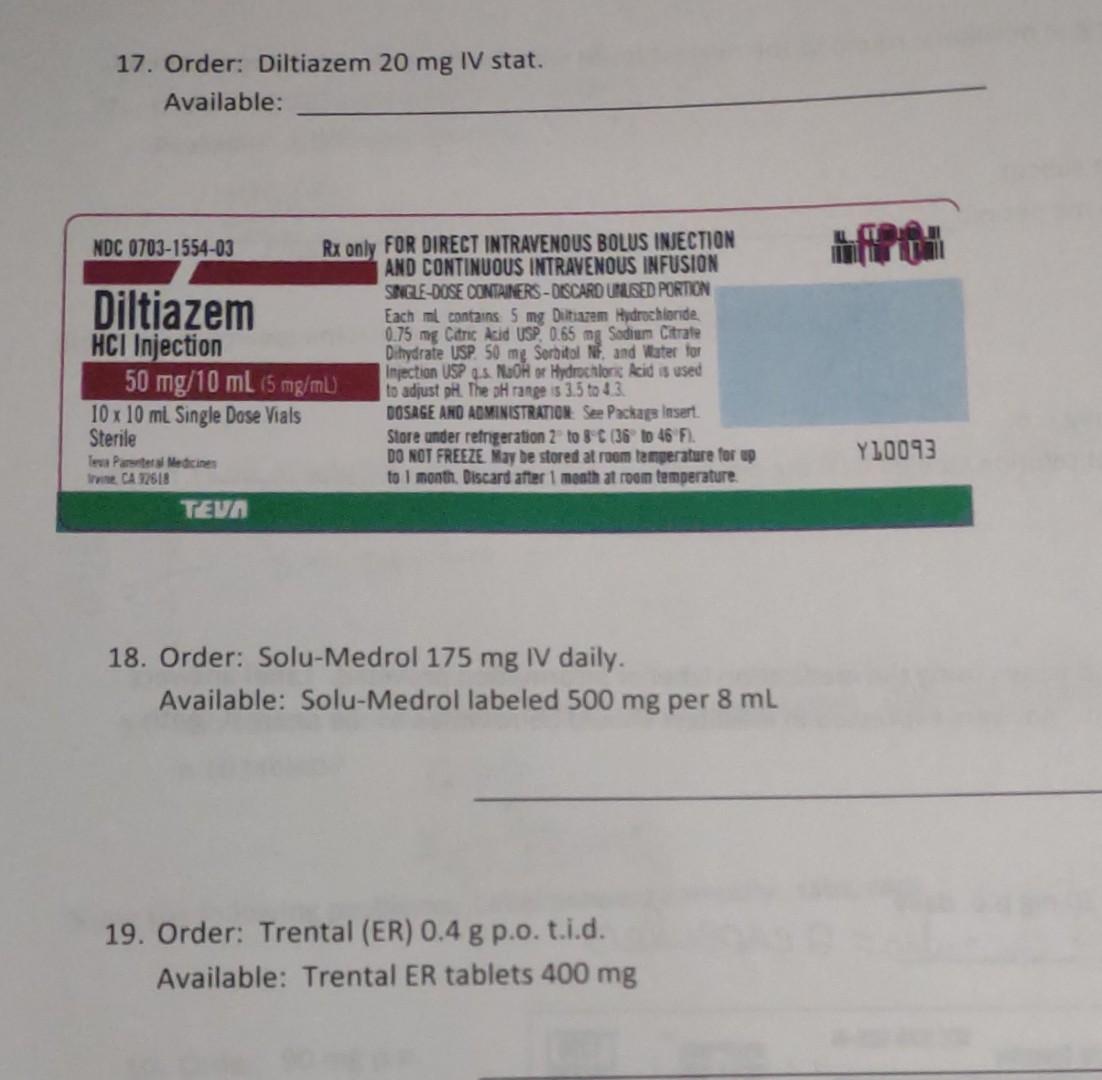 17. Order: Diltiazem 20 mg IV stat.
Available:
NDC 0703-1554-03
Rx only
Diltiazem
HCl Injection
50 mg/10 mL (5 mg/mL)
10 x 10 mL Single Dose Vials
Sterile
Teva Parenteral Medicines
Irvine, CA 92618
TEVA
FOR DIRECT INTRAVENOUS BOLUS INJECTION
AND CONTINUOUS INTRAVENOUS INFUSION
SINGLE-DOSE CONTAINERS - DISCARD UNUSED PORTION
Each mL contains: 5 mg Diltiazem Hydrochloride,
0.75 mg Citric Acid USP, 0.65 mg Sodium Citrate
Dihydrate USP, 50 mg Sorbitol NF, and Water for
Injection USP q.s. NaOH or Hydrochloric Acid is used
to adjust pH. The pH range is 3.5 to 4.3.
DOSAGE AND ADMINISTRATION: See Package Insert.
Store under refrigeration 2° to 8°C (36° to 46°F).
DO NOT FREEZE. May be stored at room temperature for up
to 1 month. Discard after 1 month at room temperature.
FPO
Y10093
18. Order: Solu-Medrol 175 mg IV daily.
Available: Solu-Medrol labeled 500 mg per 8 mL
19. Order: Trental (ER) 0.4 g p.o. t.i.d.
Available: Trental ER tablets 400 mg